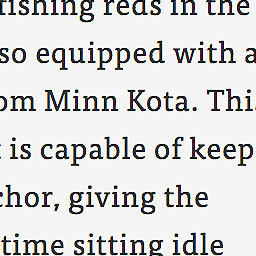 fishing reds in the
so equipped with a
om Minn Kota. This
t is capable of keep
chor, giving the
time sitting idle